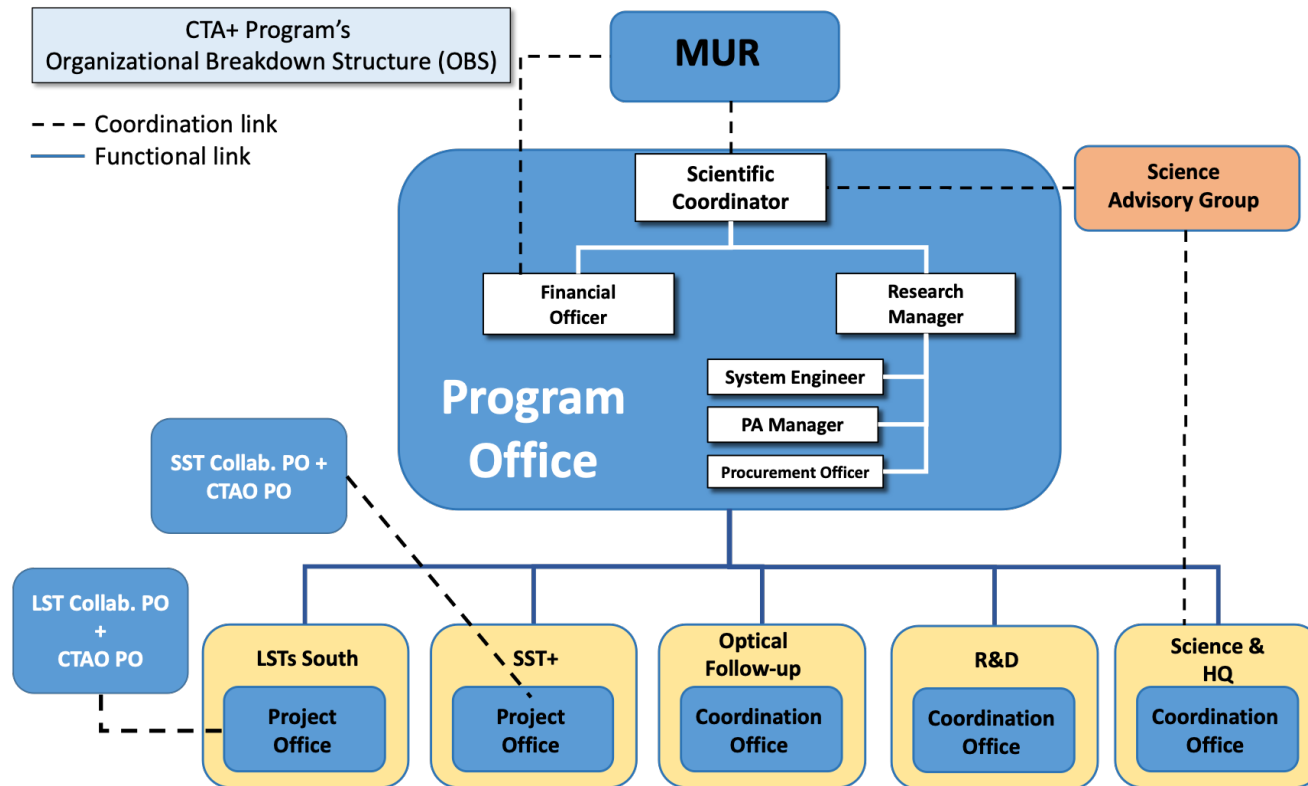 CTA+ Program's
Organizational Breakdown Structure (OBS)
MUR
Coordination link
Functional link
Scientific
Coordinator
Science
Advisory Group
Financial
Officer
Research
Manager
System Engineer
PA Manager
Procurement Officer
Program
Office
SST Collab. PO +
CTAO PO
LST Collab. PO
+
CTAO PO
LSTs South
Project
Office
SST+
Project
Office
Optical
Follow-up
Coordination
Office
R&D
Coordination
Office
Science &
HQ
Coordination
Office